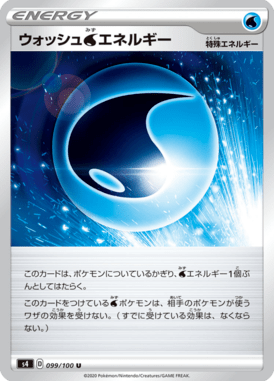 ENERGY
ウォッシュエネルギー
特殊エネルギー
このカードは、ポケモンについているかぎり、エネルギー1個ぶ
んとしてはたらく。
このカードをつけているポケモンは、相手のポケモンが使う
ワザの効果を受けない。（すでに受けている効果は、なくなら
ない。）
s4 D 099/100 U
©2020 Pokémon/Nintendo/Creatures/GAME FREAK.